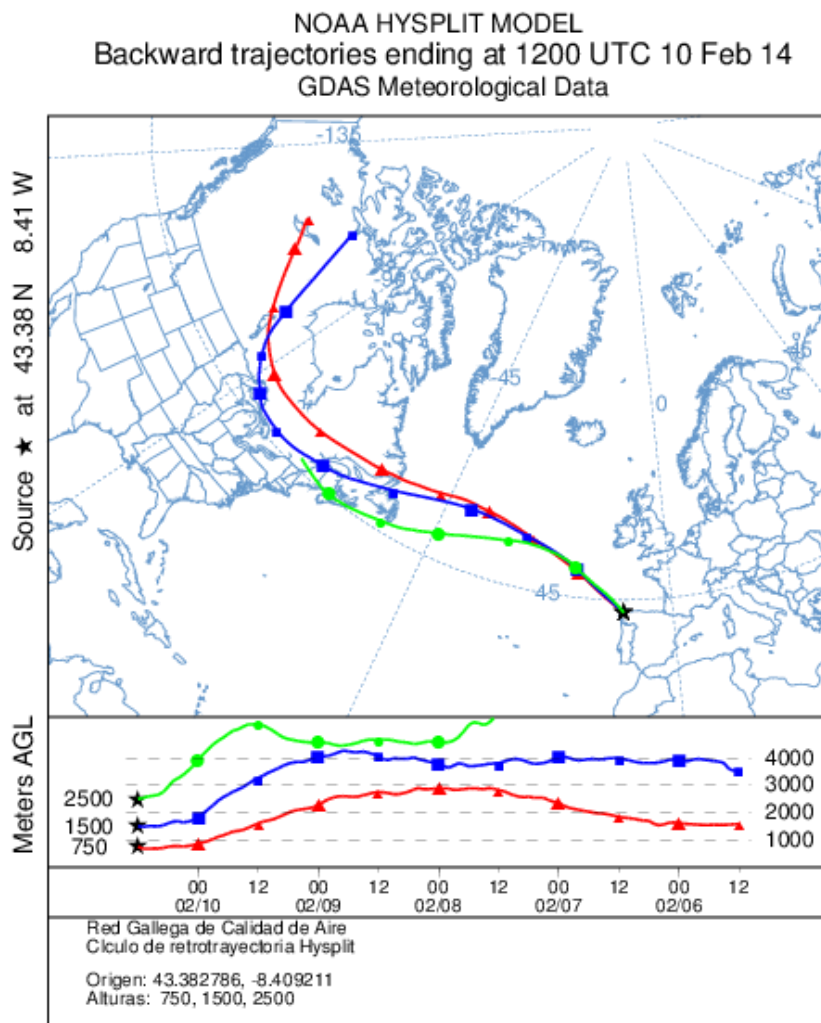 NOAA HYSPLIT MODEL
Backward trajectories ending at 1200 UTC 10 Feb 14
GDAS Meteorological Data
Source ★ at 43.38 N 8.41 W
-135
-45
0
45
45
Meters AGL
2500
1500
750
4000
3000
2000
1000
00 12 00 12 00 12 00 12 00 12
02/10 02/09 02/08 02/07 02/06
Red Gallega de Calidad de Aire
Clculo de retrotrayectoria Hysplit
Origen: 43.382786, -8.409211
Alturas: 750, 1500, 2500